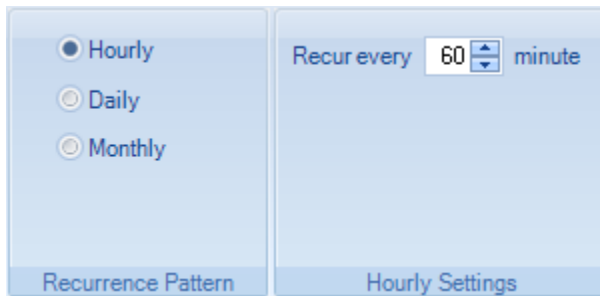 Hourly
Daily
Monthly
Recurrence Pattern
Recur every 60 minute
Hourly Settings